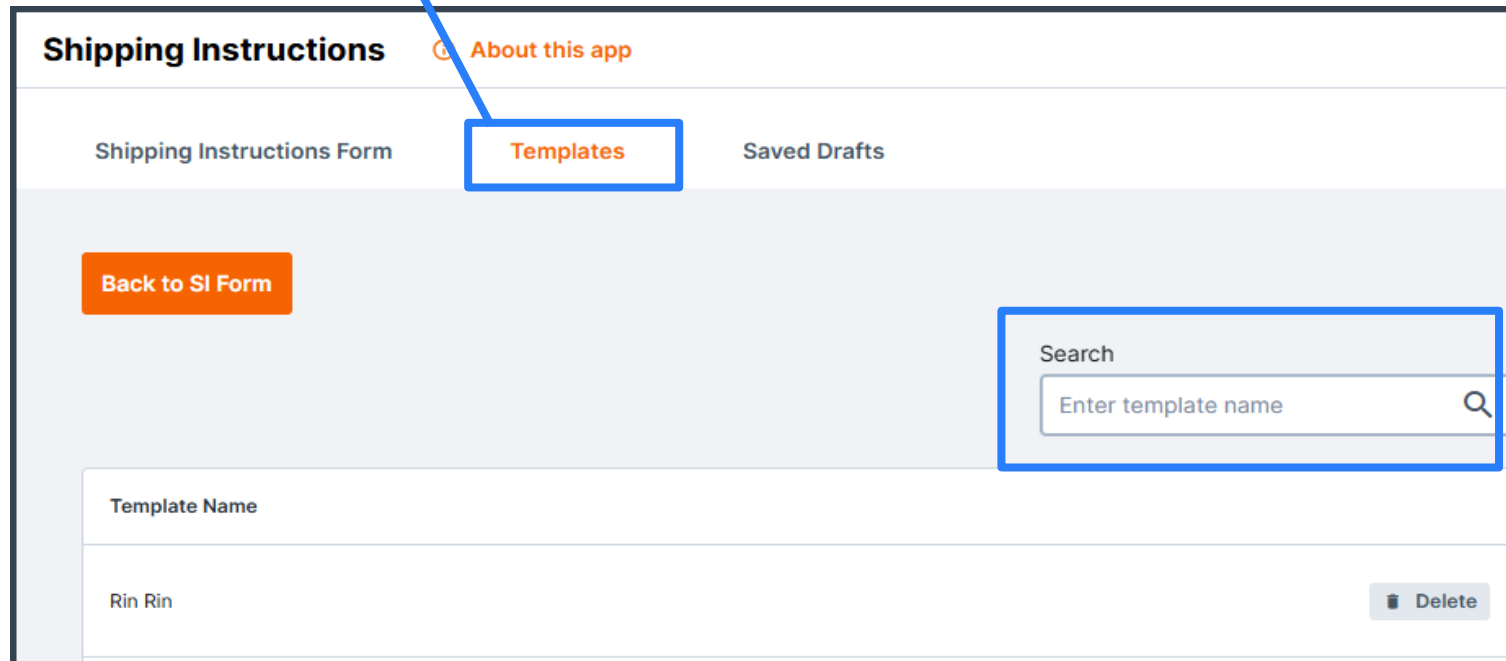 Shipping Instructions About this app
Shipping Instructions Form Templates Saved Drafts
Back to SI Form
Search
Enter template name
Template Name
Rin Rin Delete